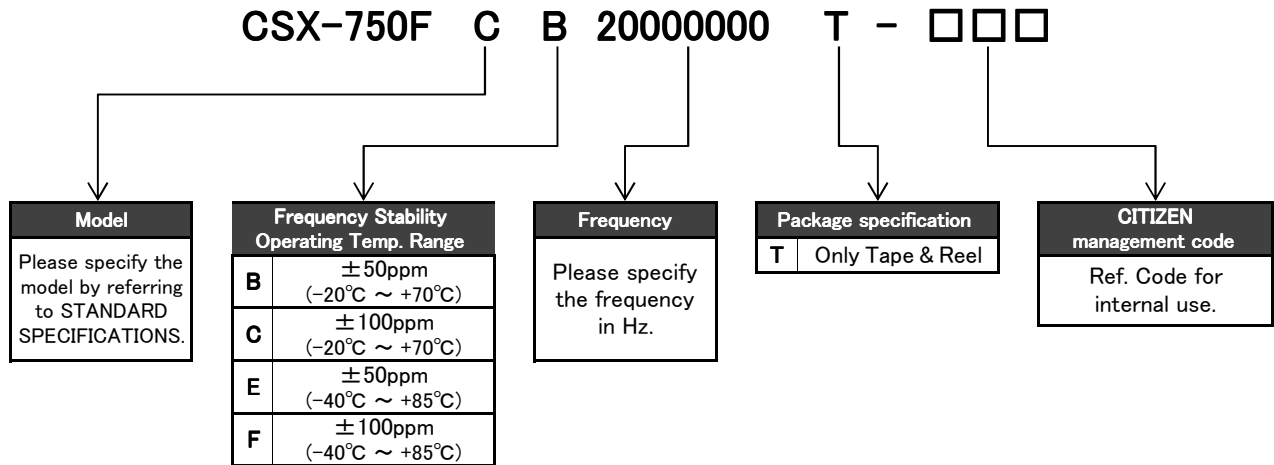 CSX-750F C B 20000000 T - □□□
Model
Please specify the
model by referring
to STANDARD
SPECIFICATIONS.
Frequency Stability
Operating Temp. Range
B ±50ppm
(-20℃ ～ +70℃)
C ±100ppm
(-20℃ ～ +70℃)
E ±50ppm
(-40℃ ～ +85℃)
F ±100ppm
(-40℃ ～ +85℃)
Frequency
Please specify
the frequency
in Hz.
Package specification
T Only Tape & Reel
CITIZEN
management code
Ref. Code for
internal use.